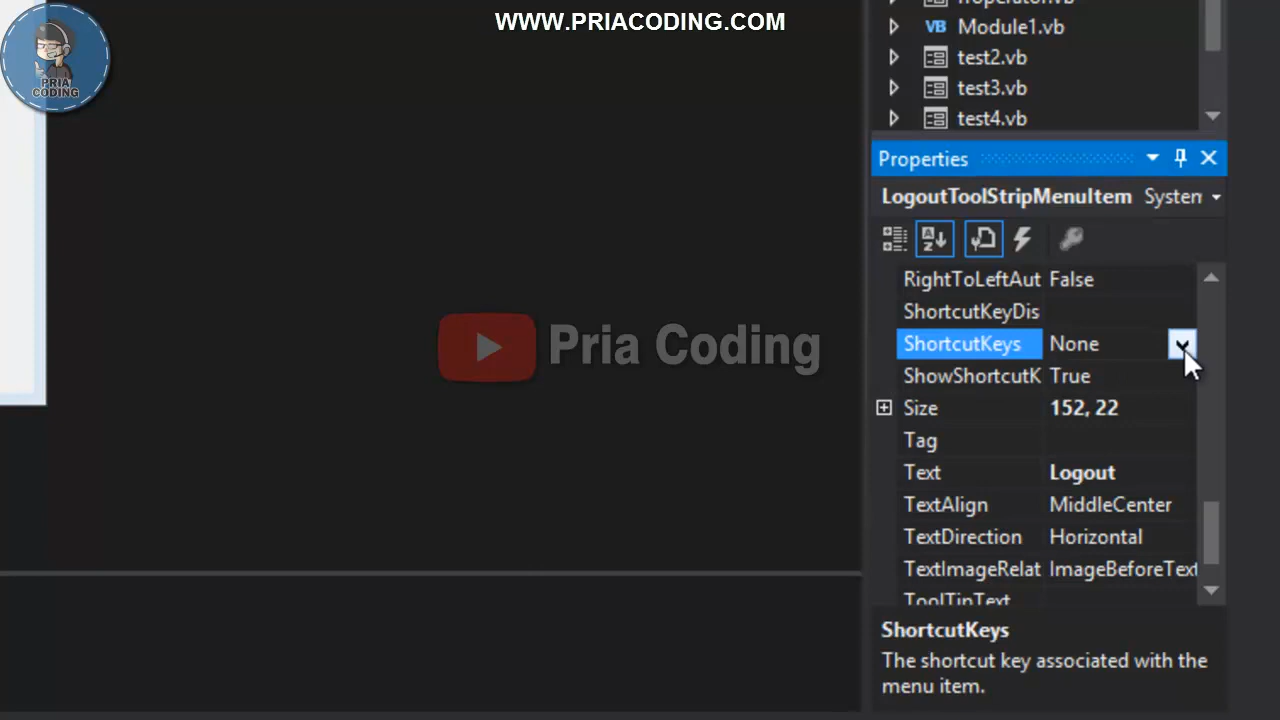 WWW.PRIACODING.COM
PRIA
CODING
Module1.vb
test2.vb
test3.vb
test4.vb
Properties
LogoutToolStripMenuItem System
RightToLeftAut False
ShortcutKeyDis
ShortcutKeys None
ShowShortcutK True
Size 152, 22
Tag
Text Logout
TextAlign MiddleCenter
TextDirection Horizontal
TextImageRelat ImageBeforeText
ToolTipText
Pria Coding
ShortcutKeys
The shortcut key associated with the
menu item.